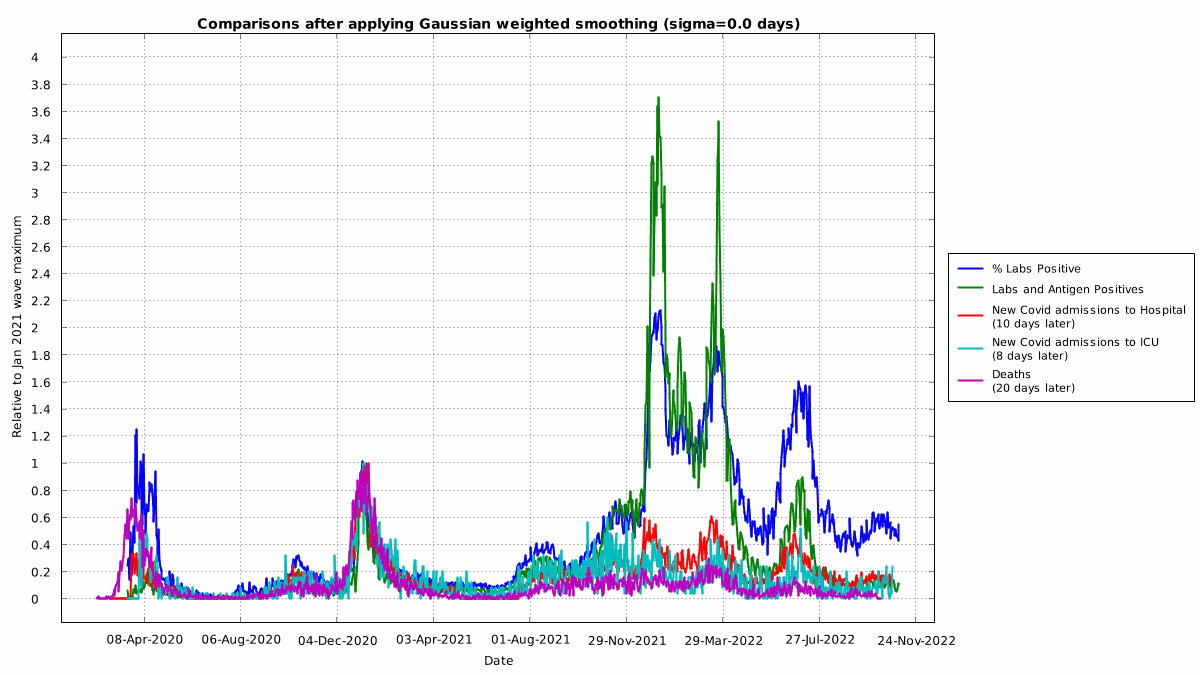 Comparisons after applying Gaussian weighted smoothing (sigma=0.0 days)
Relative to Jan 2021 wave maximum
4
3.8
3.6
3.4
3.2
3
2.8
2.6
2.4
2.2
2
1.8
1.6
1.4
1.2
1
0.8
0.6
0.4
0.2
0
08-Apr-2020 06-Aug-2020 04-Dec-2020 03-Apr-2021 01-Aug-2021 29-Nov-2021 29-Mar-2022 27-Jul-2022 24-Nov-2022
Date
% Labs Positive
Labs and Antigen Positives
New Covid admissions to Hospital
(10 days later)
New Covid admissions to ICU
(8 days later)
Deaths
(20 days later)